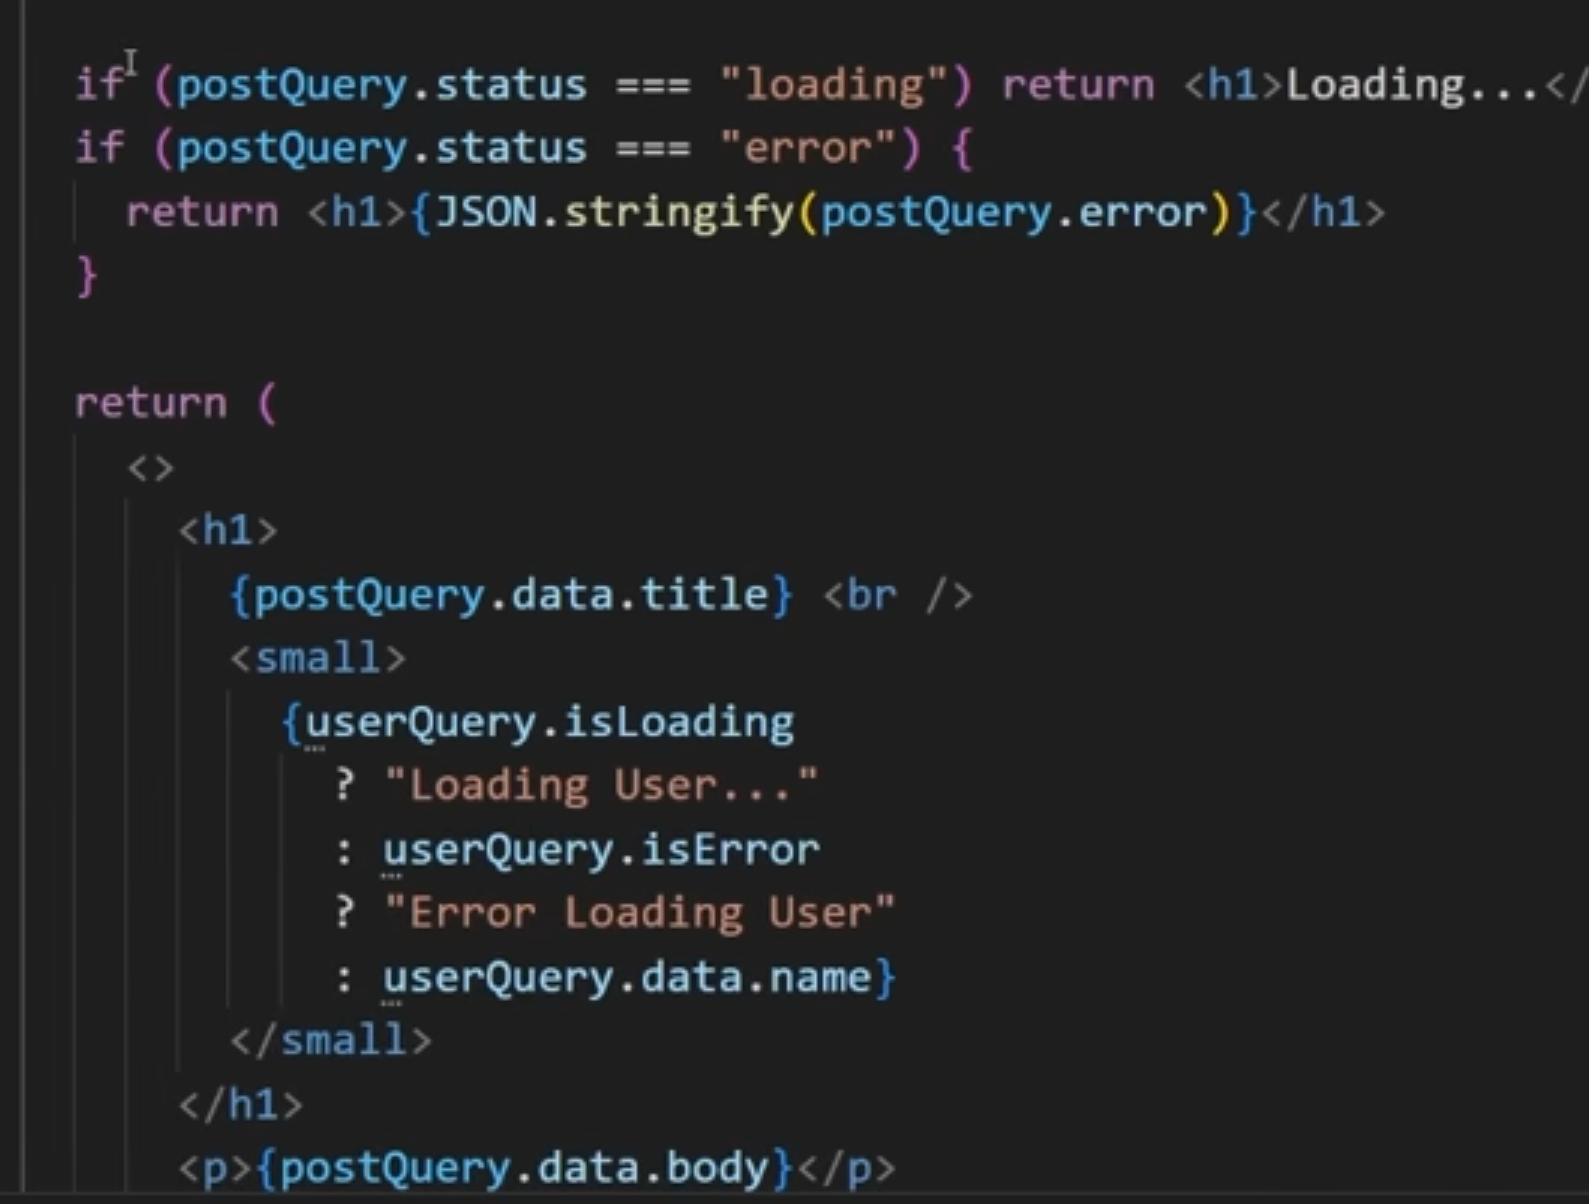 if (postQuery.status === "loading") return <h1>Loading...</
if (postQuery.status === "error") {
return <h1>{JSON.stringify(postQuery.error)}</h1>
}
return (
<>
<h1>
{postQuery.data.title} <br />
<small>
{userQuery.isLoading
? "Loading User..."
: userQuery.isError
? "Error Loading User"
: userQuery.data.name}
</small>
</h1>
<p>{postQuery.data.body}</p>